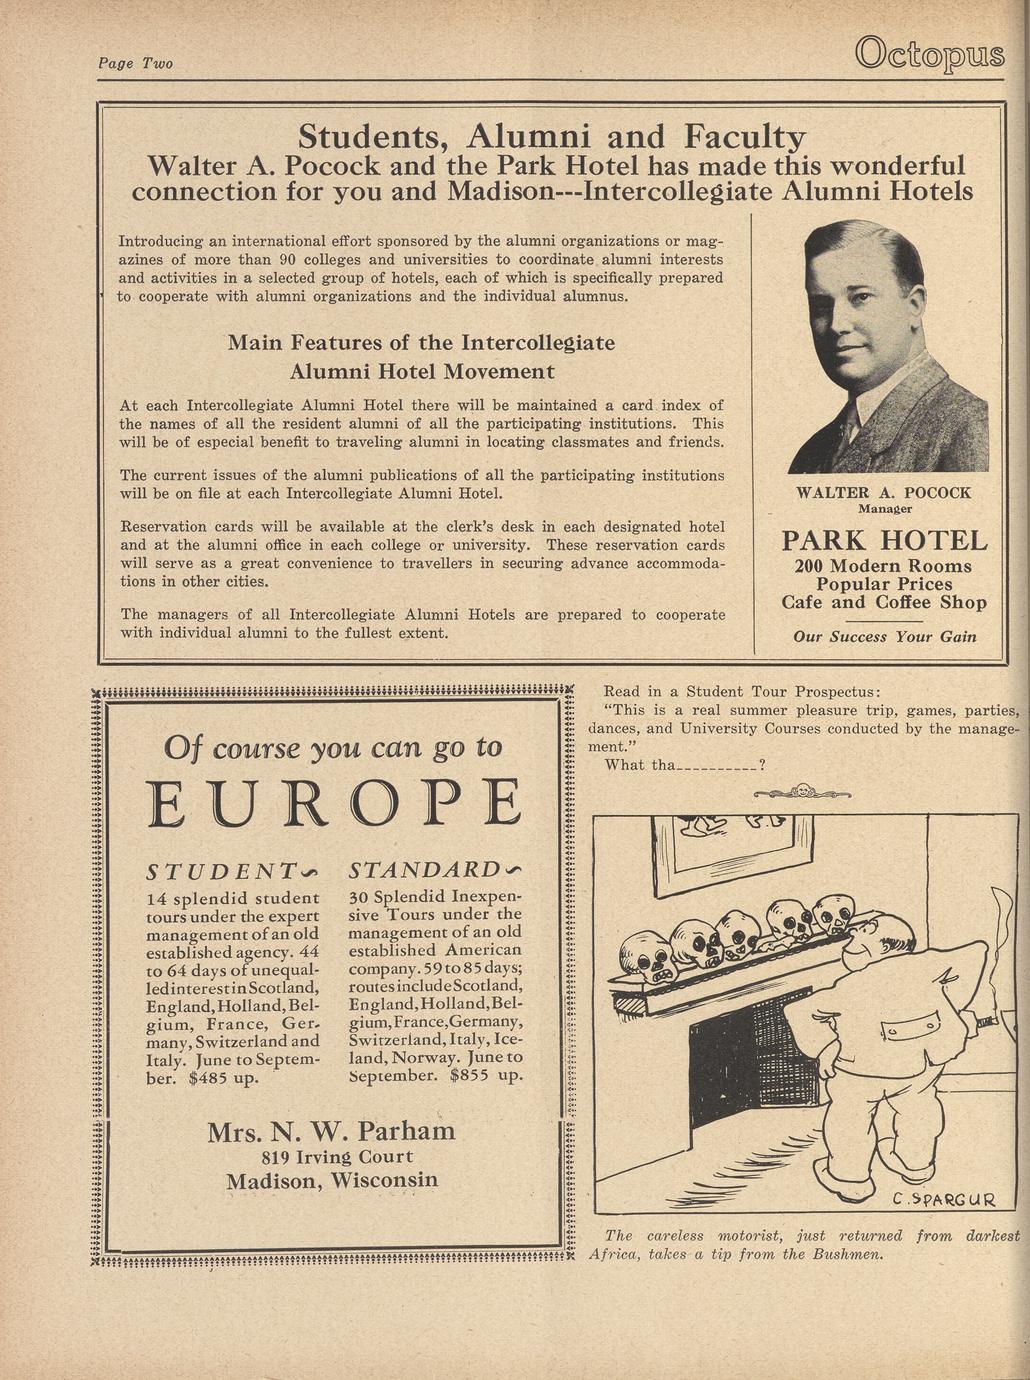 Page Two
Octopus
Students, Alumni and Faculty
Walter A. Pocock and the Park Hotel has made this wonderful
connection for you and Madison---Intercollegiate Alumni Hotels
Introducing an international effort sponsored by the alumni organizations or mag-
azines of more than 90 colleges and universities to coordinate alumni interests
and activities in a selected group of hotels, each of which is specifically prepared
to cooperate with alumni organizations and the individual alumnus.
Main Features of the Intercollegiate
Alumni Hotel Movement
At each Intercollegiate Alumni Hotel there will be maintained a card index of
the names of all the resident alumni of all the participating institutions. This
will be of especial benefit to traveling alumni in locating classmates and friends.
The current issues of the alumni publications of all the participating institutions
will be on file at each Intercollegiate Alumni Hotel.
Reservation cards will be available at the clerk's desk in each designated hotel
and at the alumni office in each college or university. These reservation cards
will serve as a great convenience to travellers in securing advance accommoda-
tions in other cities.
The managers of all Intercollegiate Alumni Hotels are prepared to cooperate
with individual alumni to the fullest extent.
WALTER A. POCOCK
Manager
PARK HOTEL
200 Modern Rooms
Popular Prices
Cafe and Coffee Shop
Our Success Your Gain
Of course you can go to
EUROPE
STUDENT~
14 splendid student
tours under the expert
management of an old
established agency. 44
to 64 days of unequal-
led interest in Scotland,
England, Holland, Bel-
gium, France, Ger-
many, Switzerland and
Italy. June to Septem-
ber. $485 up.
STANDARD~
30 Splendid Inexpen-
sive Tours under the
management of an old
established American
company. 59 to 85 days;
routes include Scotland,
England, Holland, Bel-
gium, France, Germany,
Switzerland, Italy, Ice-
land, Norway. June to
September. $855 up.
Mrs. N. W. Parham
819 Irving Court
Madison, Wisconsin
Read in a Student Tour Prospectus:
"This is a real summer pleasure trip, games, parties,
dances, and University Courses conducted by the manage-
ment."
What tha__________?
C. SPARGUR
The careless motorist, just returned from darkest
Africa, takes a tip from the Bushmen.